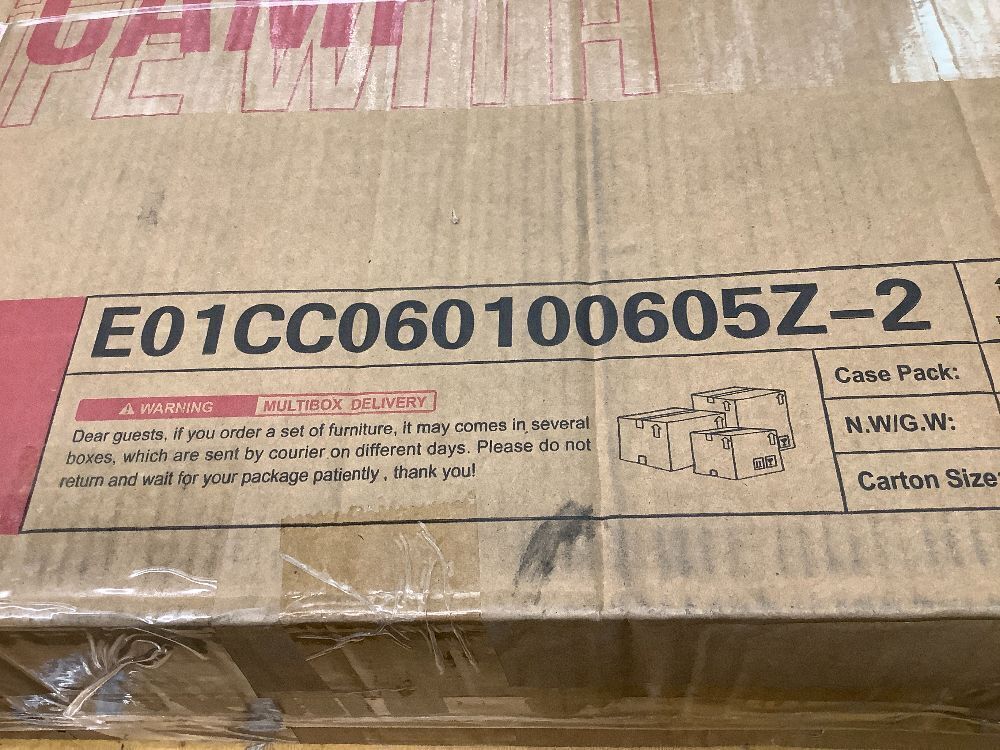 E01CC060100605Z-2
WARNING MULTIBOX DELIVERY
Dear guests, if you order a set of furniture, it may comes in several
boxes, which are sent by courier on different days. Please do not
return and wait for your package patiently , thank you!
Case Pack:
N.W/G.W:
Carton Size: